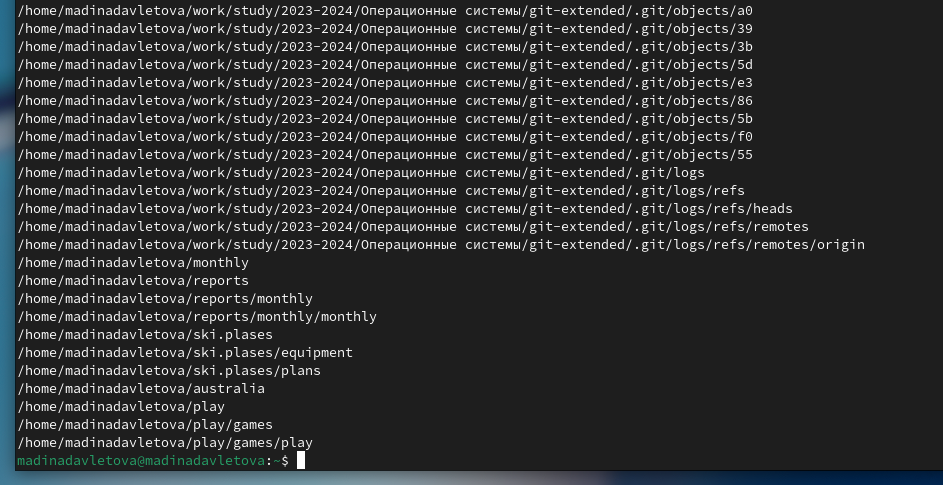 /home/madinadavletova/work/study/2023-2024/Операционные системы/git-extended/.git/objects/a0
/home/madinadavletova/work/study/2023-2024/Операционные системы/git-extended/.git/objects/39
/home/madinadavletova/work/study/2023-2024/Операционные системы/git-extended/.git/objects/3b
/home/madinadavletova/work/study/2023-2024/Операционные системы/git-extended/.git/objects/5d
/home/madinadavletova/work/study/2023-2024/Операционные системы/git-extended/.git/objects/e3
/home/madinadavletova/work/study/2023-2024/Операционные системы/git-extended/.git/objects/86
/home/madinadavletova/work/study/2023-2024/Операционные системы/git-extended/.git/objects/5b
/home/madinadavletova/work/study/2023-2024/Операционные системы/git-extended/.git/objects/f0
/home/madinadavletova/work/study/2023-2024/Операционные системы/git-extended/.git/objects/55
/home/madinadavletova/work/study/2023-2024/Операционные системы/git-extended/.git/logs
/home/madinadavletova/work/study/2023-2024/Операционные системы/git-extended/.git/logs/refs
/home/madinadavletova/work/study/2023-2024/Операционные системы/git-extended/.git/logs/refs/heads
/home/madinadavletova/work/study/2023-2024/Операционные системы/git-extended/.git/logs/refs/remotes
/home/madinadavletova/work/study/2023-2024/Операционные системы/git-extended/.git/logs/refs/remotes/origin
/home/madinadavletova/monthly
/home/madinadavletova/reports
/home/madinadavletova/reports/monthly
/home/madinadavletova/reports/monthly/monthly
/home/madinadavletova/ski.plases
/home/madinadavletova/ski.plases/equipment
/home/madinadavletova/ski.plases/plans
/home/madinadavletova/australia
/home/madinadavletova/play
/home/madinadavletova/play/games
/home/madinadavletova/play/games/play
madinadavletova@madinadavletova:~$